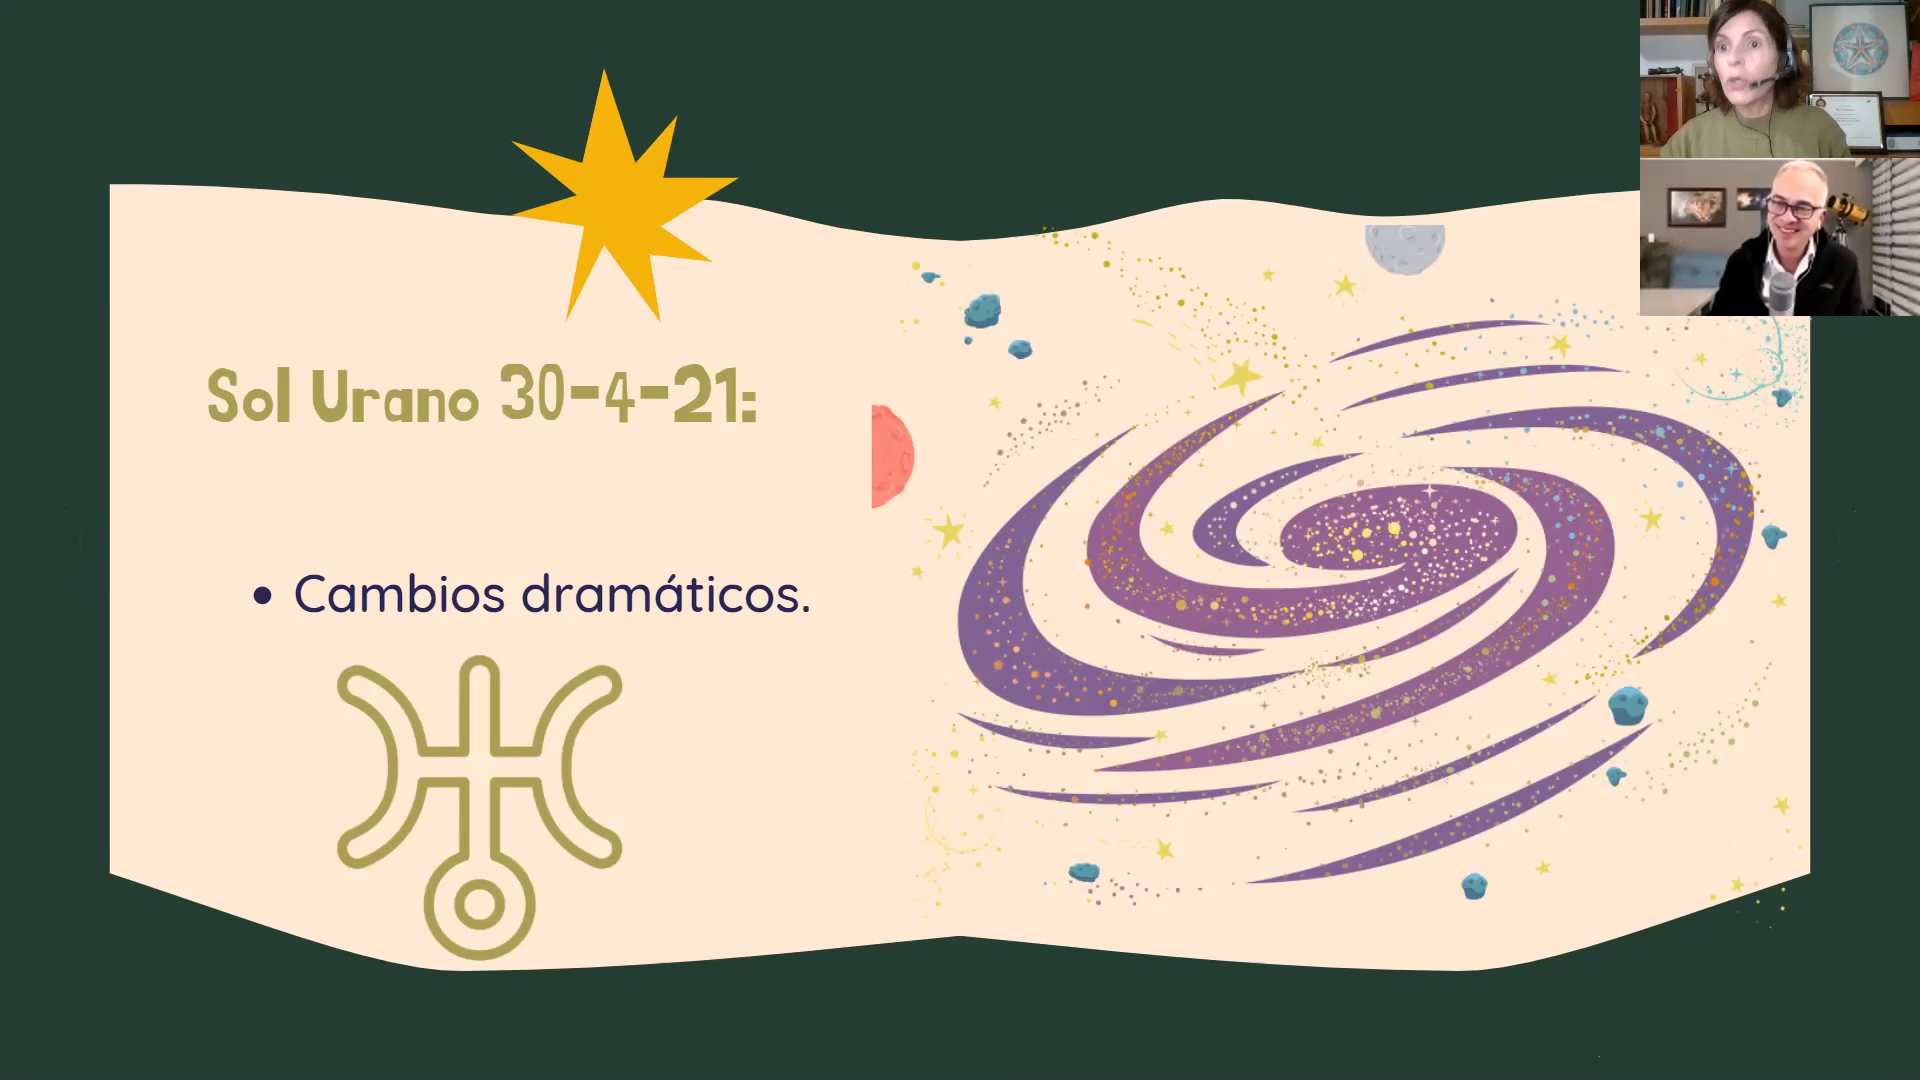 Sol Urano 30-4-21:
• Cambios dramáticos.